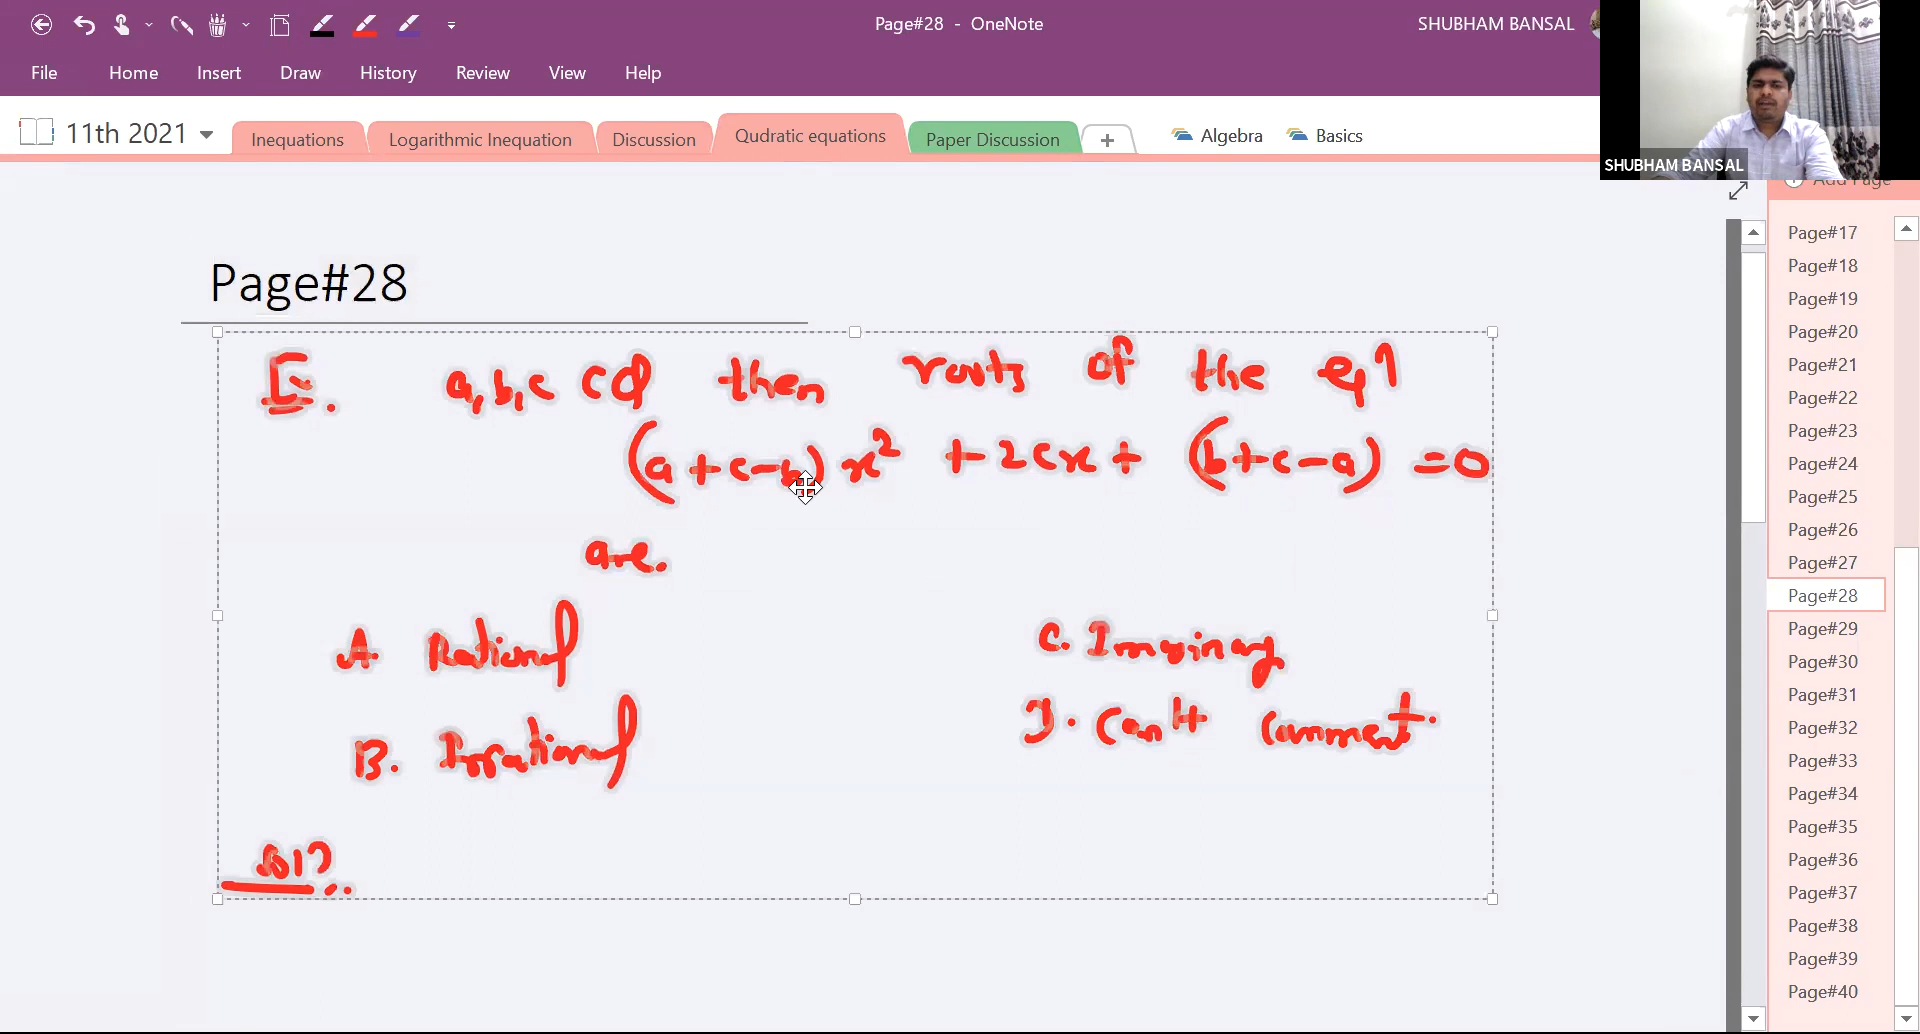 Page#28 - OneNote
SHUBHAM BANSAL
File Home Insert Draw History Review View Help
11th 2021
Inequations
Logarithmic Inequation
Discussion
Qudratic equations
Paper Discussion
+
Algebra
Basics
SHUBHAM BANSAL
Add Page
Page#28
E. a, b, c ∈ Q then roots of the eqn
(a+c-b)x² + 2cx + (b+c-a) = 0
are.
A. Rational
C. Imaginary
B. Irrational
D. Can't comment.
Page#17
Page#18
Page#19
Page#20
Page#21
Page#22
Page#23
Page#24
Page#25
Page#26
Page#27
Page#28
Page#29
Page#30
Page#31
Page#32
Page#33
Page#34
Page#35
Page#36
Page#37
Page#38
Page#39
Page#40